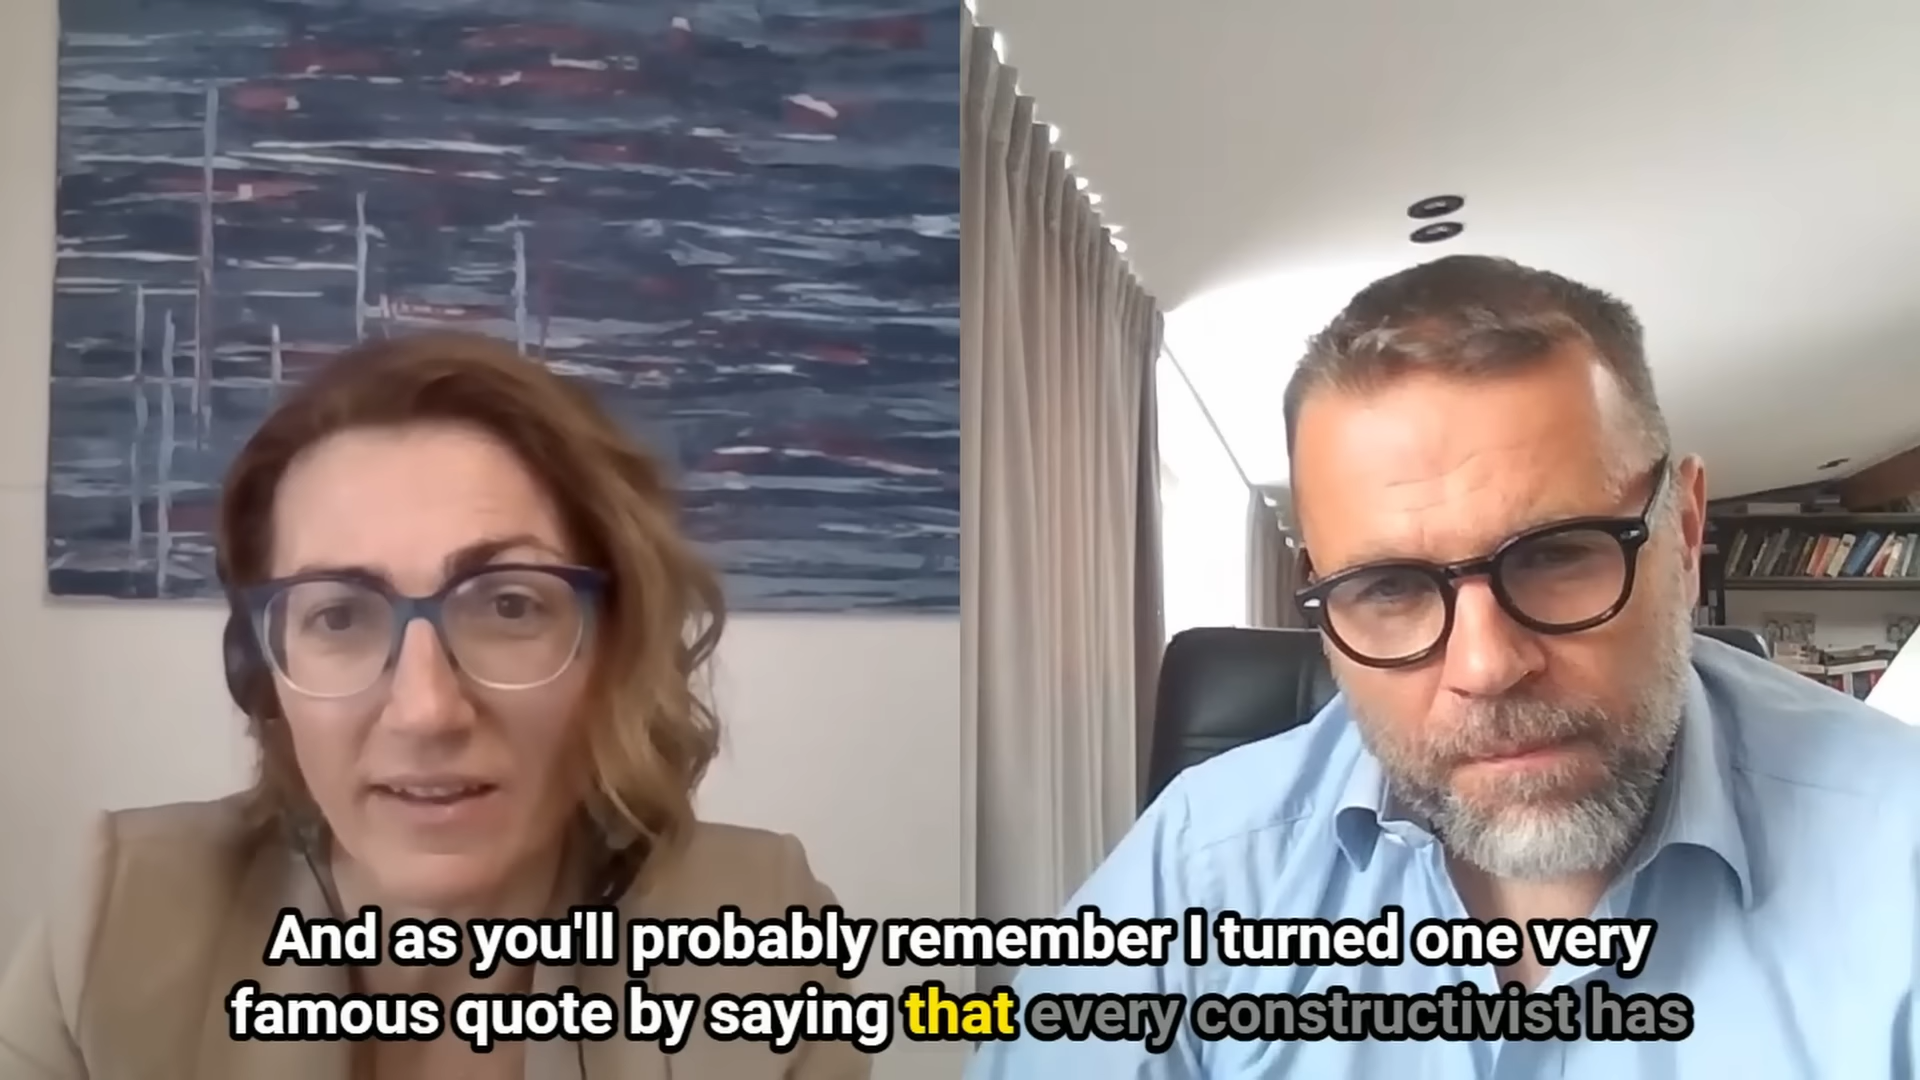 And as you'll probably remember I turned one very
famous quote by saying that every constructivist has